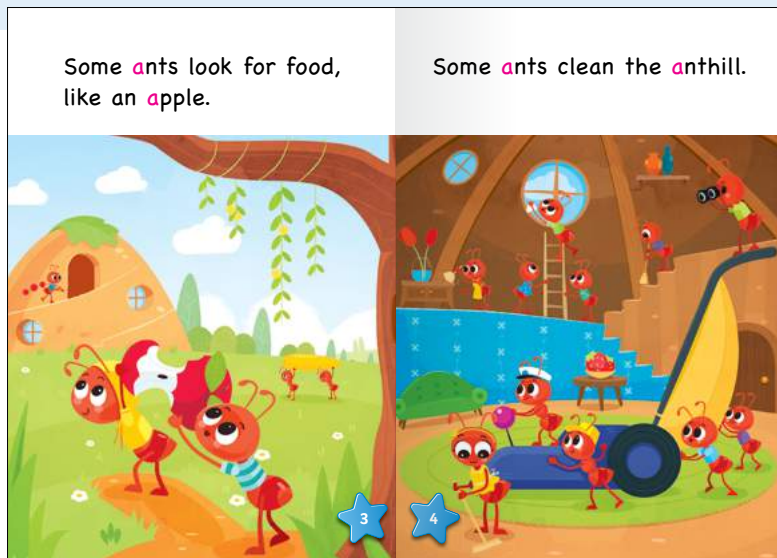 Some ants look for food,
like an apple.
3
Some ants clean the anthill.
4